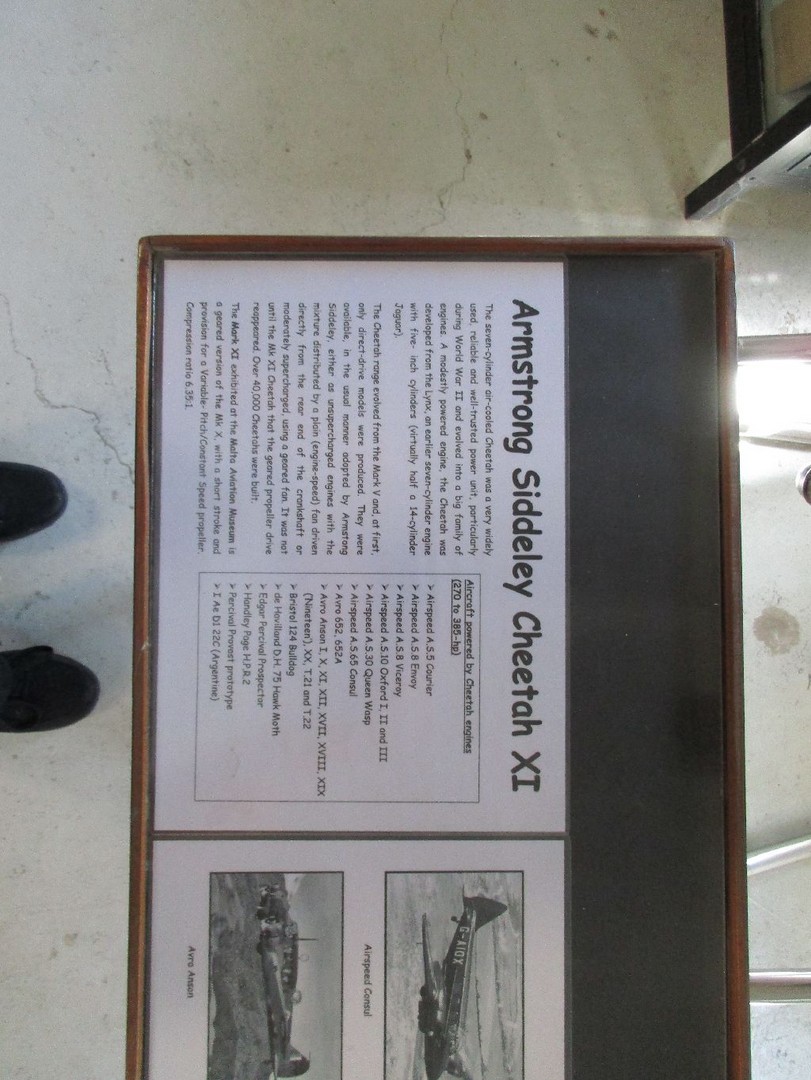 Armstrong Siddeley Cheetah XI
The seven-cylinder air-cooled Cheetah was a very widely
used, reliable and well-trusted power unit, particularly
during World War II and evolved into a big family of
engines. A modestly powered engine, the Cheetah was
developed from the Lynx, an earlier seven-cylinder engine
with five- inch cylinders (virtually half a 14-cylinder
Jaguar).
The Cheetah range evolved from the Mark V and, at first,
only direct-drive models were produced. They were
available, in the usual manner adopted by Armstrong
Siddeley, either as unsupercharged engines with the
mixture distributed by a plain (engine-speed) fan driven
directly from the rear end of the crankshaft or
moderately supercharged, using a geared fan. It was not
until the Mk XI Cheetah that the geared propeller drive
reappeared. Over 40,000 Cheetahs were built.
The Mark XI exhibited at the Malta Aviation Museum is
a geared version of the Mk X, with a short stroke and
provision for a Variable- Pitch/Constant Speed propeller.
Compression ratio 6.35:1.
Aircraft powered by Cheetah engines
(270 to 385-hp)
➢ Airspeed A.S.5 Courier
➢ Airspeed A.S.8 Envoy
➢ Airspeed A.S.8 Viceroy
➢ Airspeed A.S.10 Oxford I, II and III
➢ Airspeed A.S.30 Queen Wasp
➢ Airspeed A.S.65 Consul
➢ Avro 652, 652A
➢ Avro Anson I, X, XI, XII, XVII, XVIII, XIX
('Nineteen'), XX, T.21 and T.22
➢ Bristol 124 Bulldog
➢ de Havilland D.H. 75 Hawk Moth
➢ Edgar Percival Prospector
➢ Handley Page H.P.R.2
➢ Percival Provost prototype
➢ I Ae D1 22C (Argentine)
G-AIOX
Airspeed Consul
Avro Anson